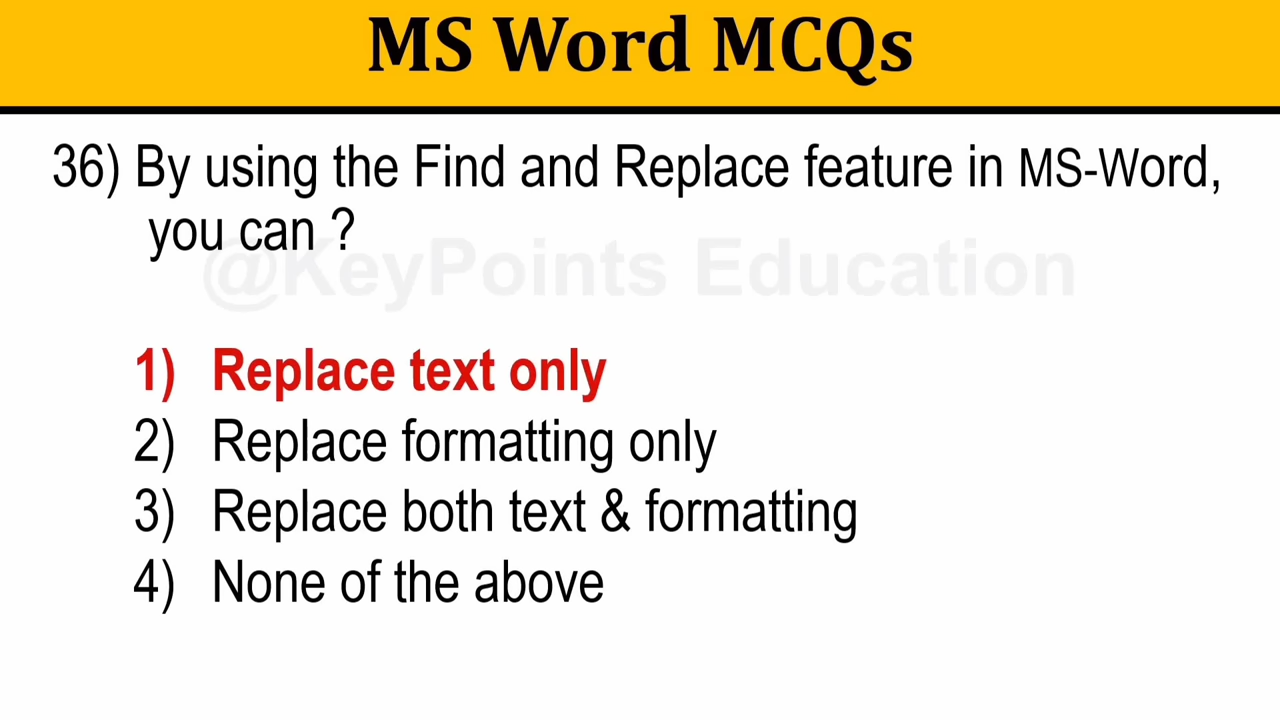 MS Word MCQs
36) By using the Find and Replace feature in MS-Word,
you can ?
@KeyPoints Education
1) Replace text only
2) Replace formatting only
3) Replace both text & formatting
4) None of the above